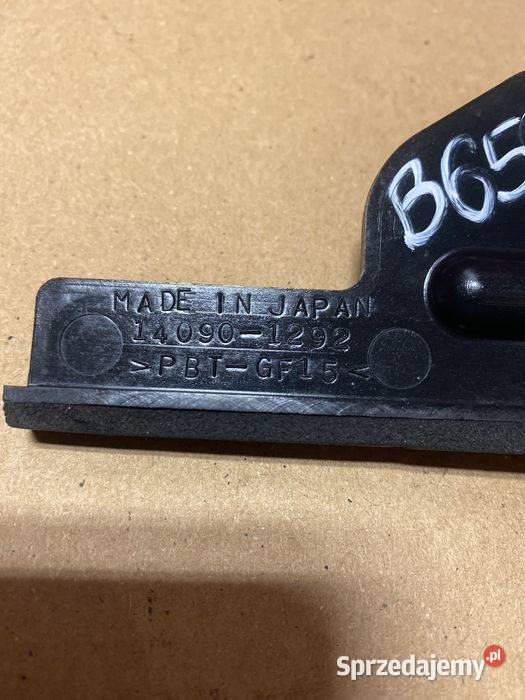 MADE IN JAPAN
14090-1292
>PBT-GF15<
Sprzedajemy.pl